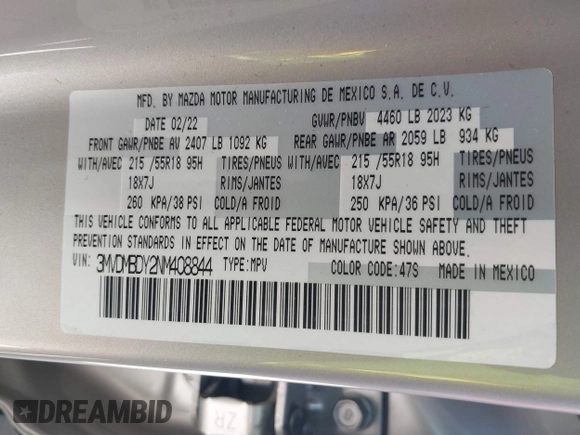 MFD. BY MAZDA MOTOR MANUFACTURING DE MEXICO S.A. DE C.V.
DATE 02/22 GVWR/PNBV 4460 LB 2023 KG
FRONT GAWR/PNBE AV 2407 LB 1092 KG REAR GAWR/PNBE AR 2059 LB 934 KG
WITH/AVEC 215 /55R18 95H TIRES/PNEUS WITH/AVEC 215 /55R18 95H TIRES/PNEUS
18X7J RIMS/JANTES 18X7J RIMS/JANTES
260 KPA/38 PSI COLD/A FROID 250 KPA/36 PSI COLD/A FROID
THIS VEHICLE CONFORMS TO ALL APPLICABLE FEDERAL MOTOR VEHICLE SAFETY AND THEFT
PREVENTION STANDARDS IN EFFECT ON THE DATE OF MANUFACTURE SHOWN ABOVE.
VIN: 3MVDMBDY2NM408844 TYPE:MPV COLOR CODE:47S MADE IN MEXICO
ZR
DREAMBID